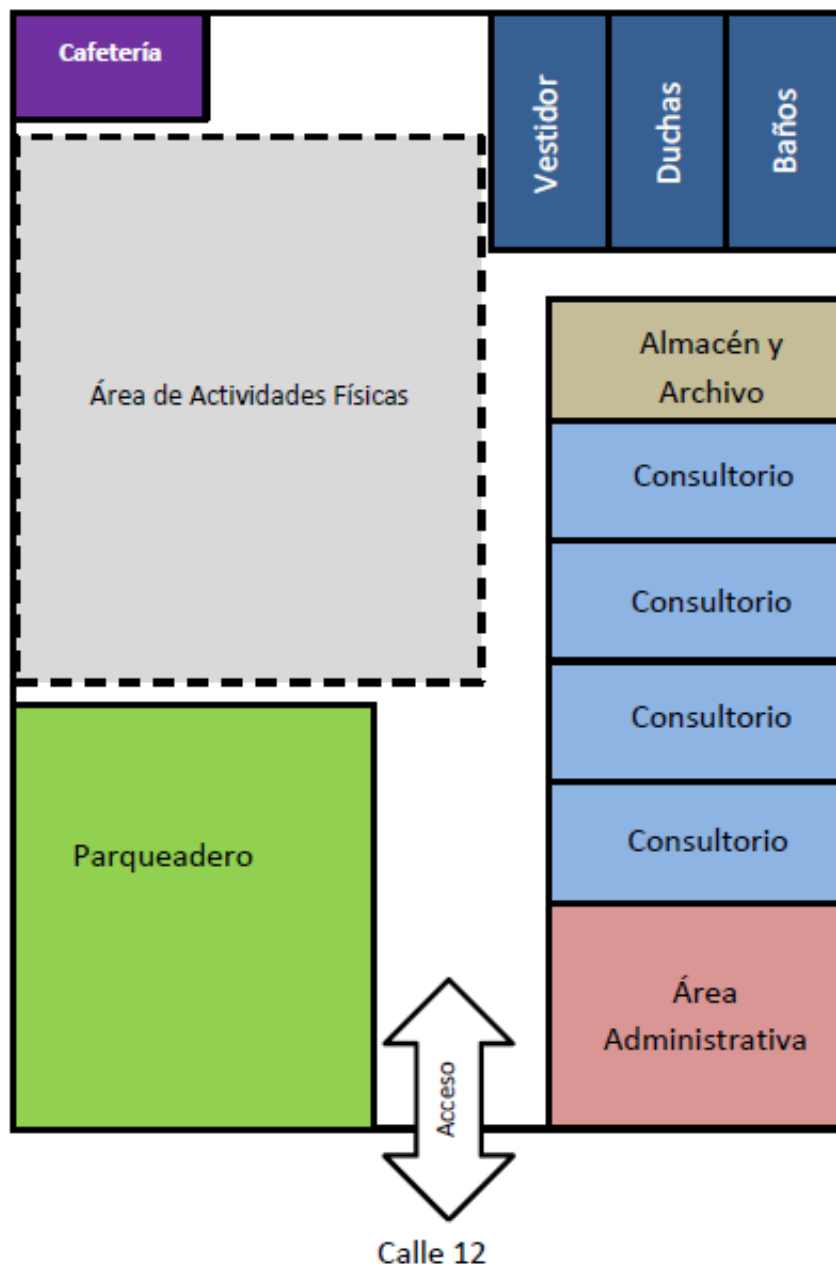 Cafetería
Vestidor
Duchas
Baños
Almacén y
Archivo
Área de Actividades Físicas
Consultorio
Consultorio
Consultorio
Consultorio
Parqueadero
Área
Administrativa
Acceso
Calle 12